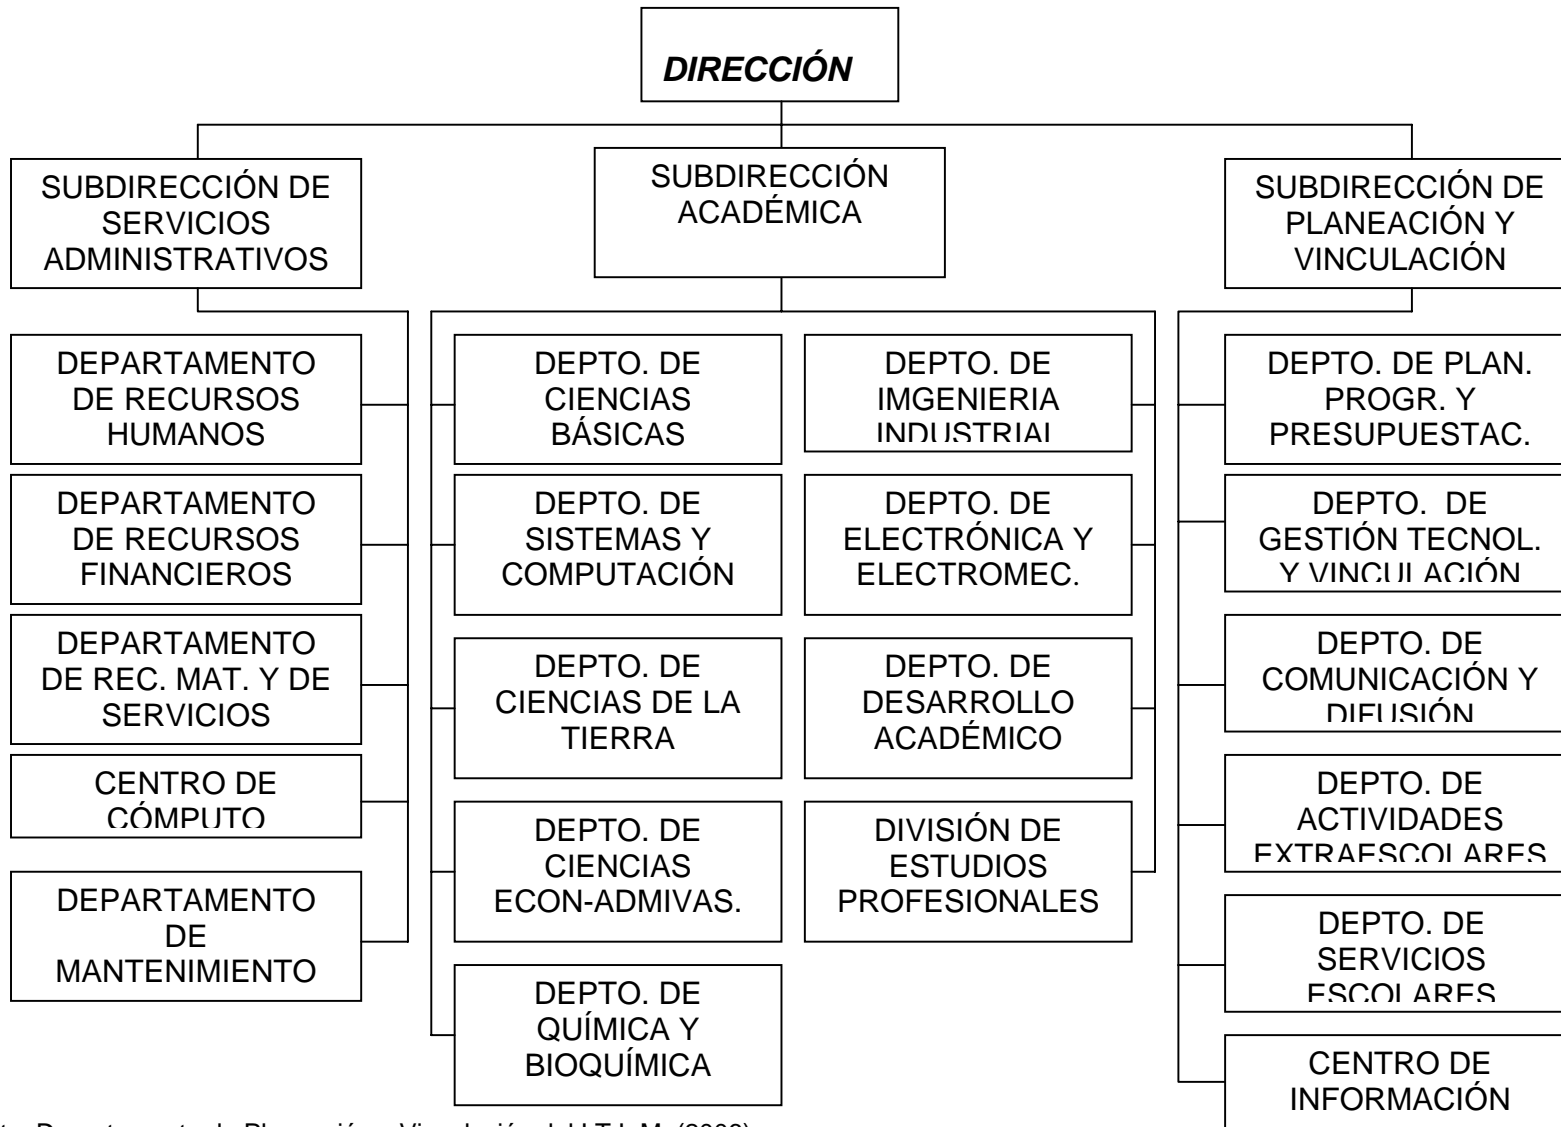 DIRECCIÓN
SUBDIRECCIÓN DE
SERVICIOS
ADMINISTRATIVOS
SUBDIRECCIÓN
ACADÉMICA
SUBDIRECCIÓN DE
PLANEACIÓN Y
VINCULACIÓN
DEPARTAMENTO
DE RECURSOS
HUMANOS
DEPARTAMENTO
DE RECURSOS
FINANCIEROS
DEPARTAMENTO
DE REC. MAT. Y DE
SERVICIOS
CENTRO DE
CÓMPUTO
DEPARTAMENTO
DE
MANTENIMIENTO
DEPTO. DE
CIENCIAS
BÁSICAS
DEPTO. DE
SISTEMAS Y
COMPUTACIÓN
DEPTO. DE
CIENCIAS DE LA
TIERRA
DEPTO. DE
CIENCIAS
ECON-ADMIVAS.
DEPTO. DE
QUÍMICA Y
BIOQUÍMICA
DEPTO. DE
IMGENIERIA
INDUSTRIAL
DEPTO. DE
ELECTRÓNICA Y
ELECTROMEC.
DEPTO. DE
DESARROLLO
ACADÉMICO
DIVISIÓN DE
ESTUDIOS
PROFESIONALES
DEPTO. DE PLAN.
PROGR. Y
PRESUPUESTAC.
DEPTO. DE
GESTIÓN TECNOL.
Y VINCULACIÓN
DEPTO. DE
COMUNICACIÓN Y
DIFUSIÓN
DEPTO. DE
ACTIVIDADES
EXTRAESCOLARES
DEPTO. DE
SERVICIOS
ESCOLARES
CENTRO DE
INFORMACIÓN